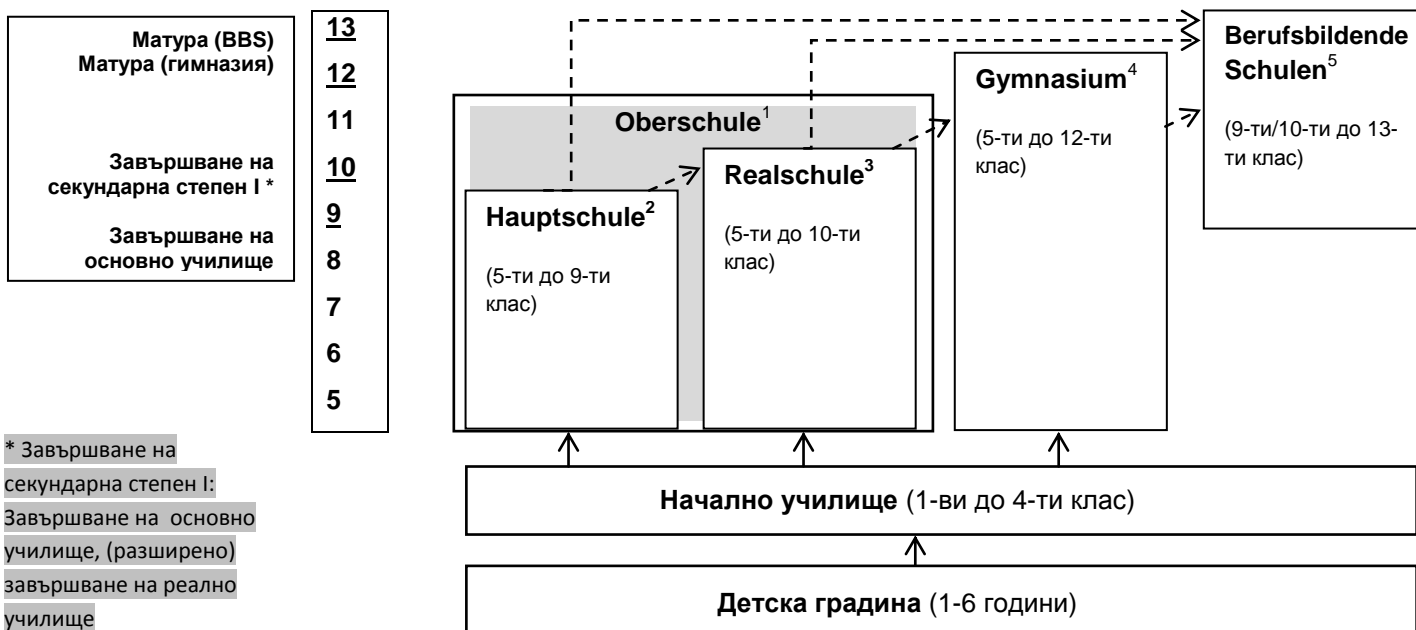 Матура (BBS)
Матура (гимназия)
Завършване на
секундарна степен I *
Завършване на
основно училище
13
12
11
10
9
8
7
6
5
* Завършване на
секундарна степен I:
Завършване на основно
училище, (разширено)
завършване на реално
училище
Oberschule¹
Hauptschule²
(5-ти до 9-ти
клас)
Realschule³
(5-ти до 10-ти
клас)
Gymnasium⁴
(5-ти до 12-ти
клас)
Berufsbildende
Schulen⁵
(9-ти/10-ти до 13-
ти клас)
Начално училище (1-ви до 4-ти клас)
Детска градина (1-6 години)